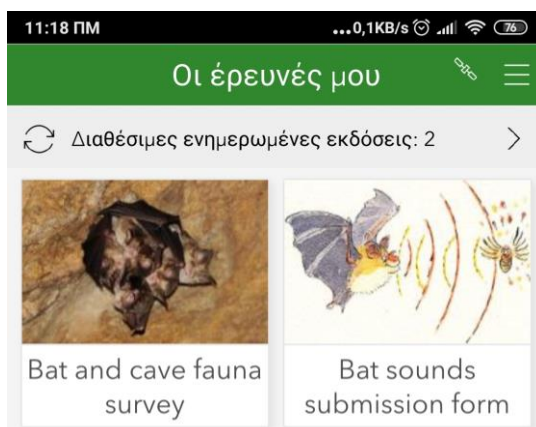 11:18 ΠΜ ...0,1KB/s 76
Οι έρευνές μου
Διαθέσιμες ενημερωμένες εκδόσεις: 2
Bat and cave fauna
survey
Bat sounds
submission form